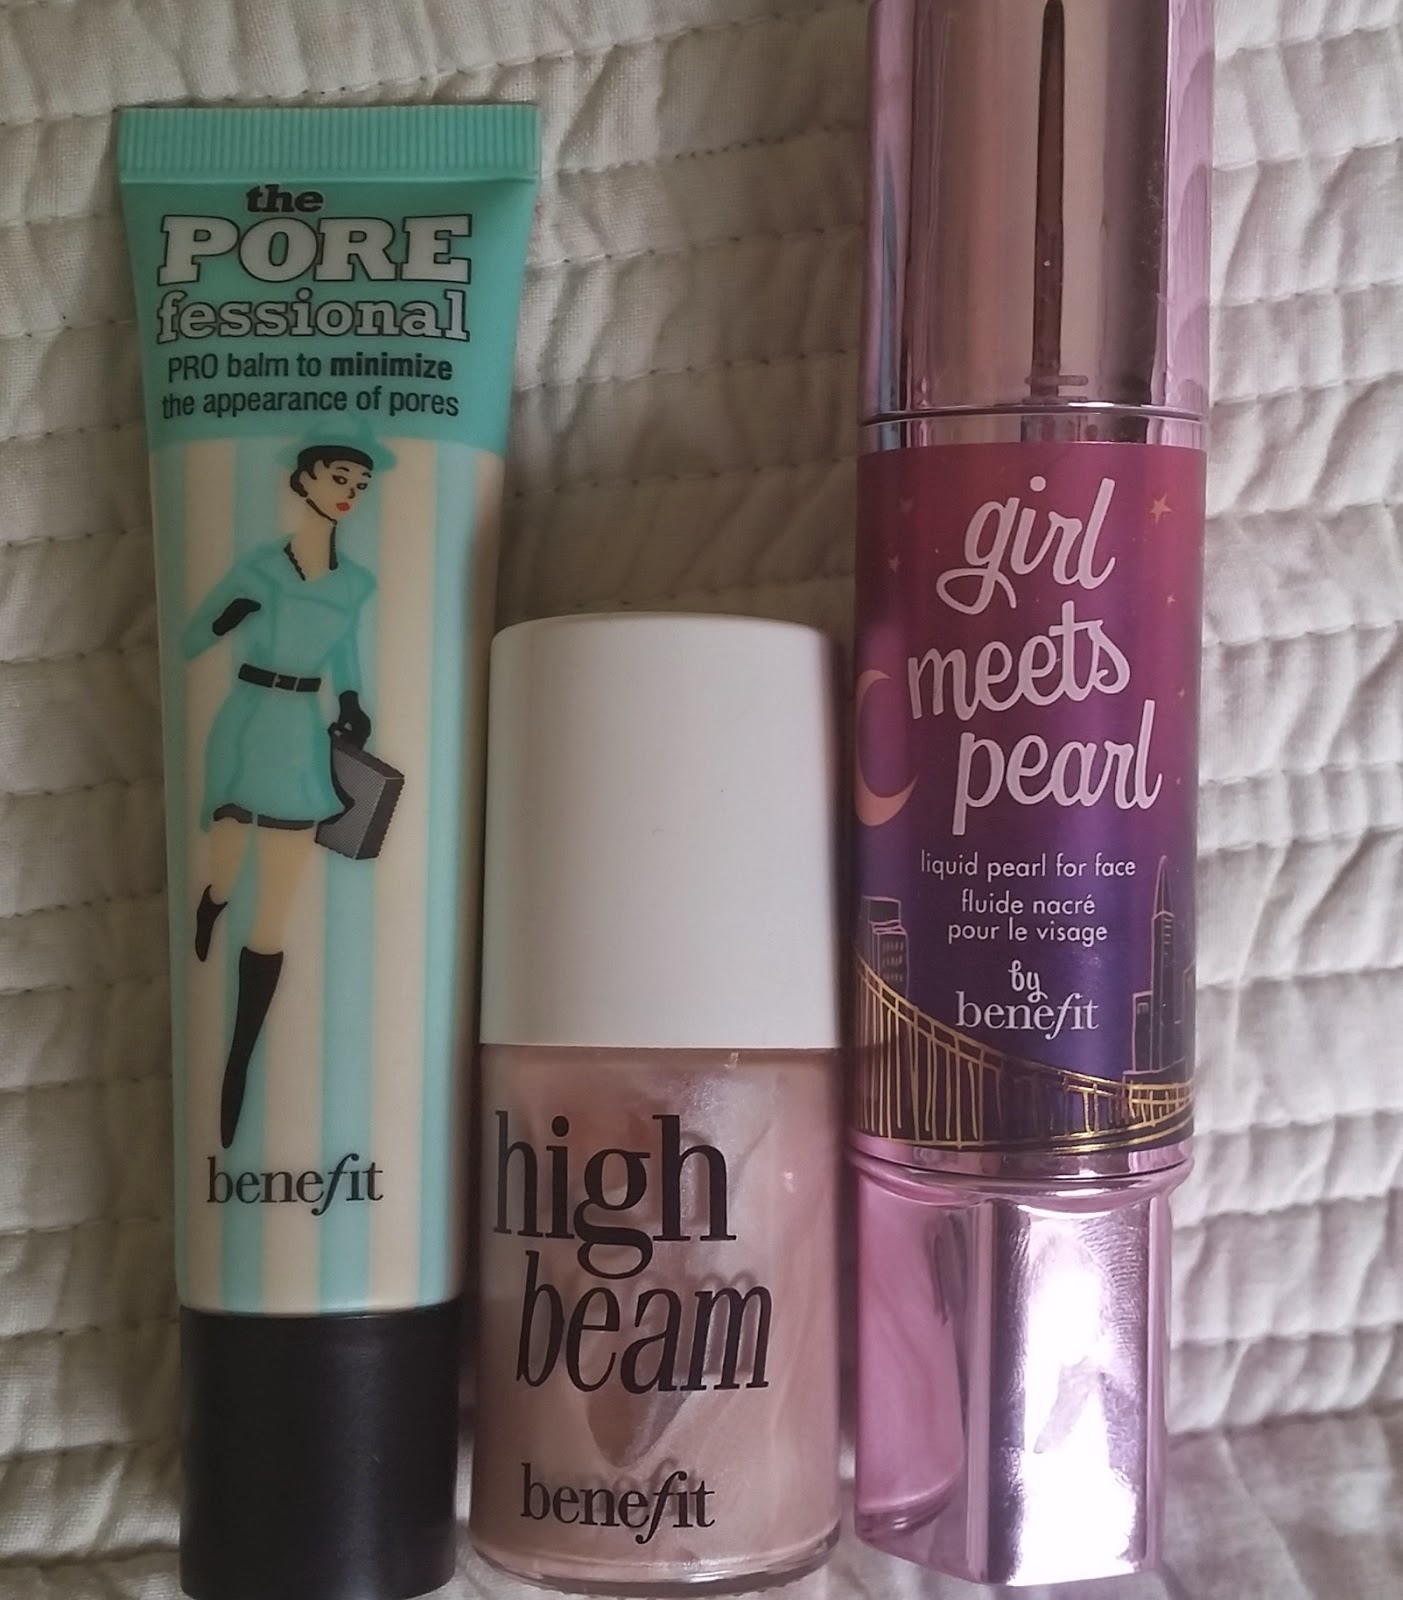 the
PORE
fessional
PRO balm to minimize
the appearance of pores
benefit
high
beam
benefit
girl
meets
pearl
liquid pearl for face
fluide nacré
pour le visage
by
benefit